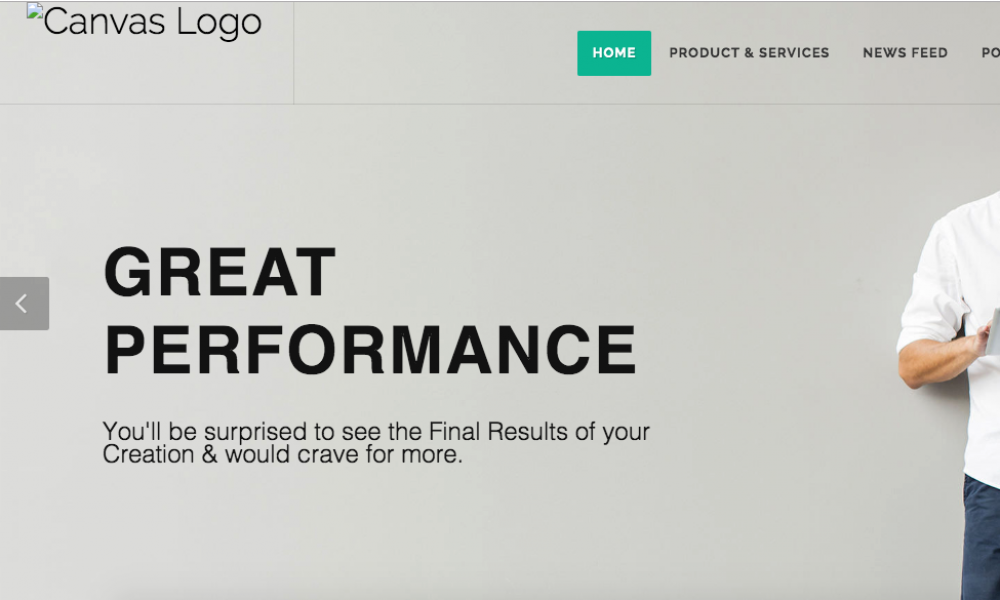 Canvas Logo
HOME PRODUCT & SERVICES NEWS FEED PO
GREAT
PERFORMANCE
You'll be surprised to see the Final Results of your
Creation & would crave for more.